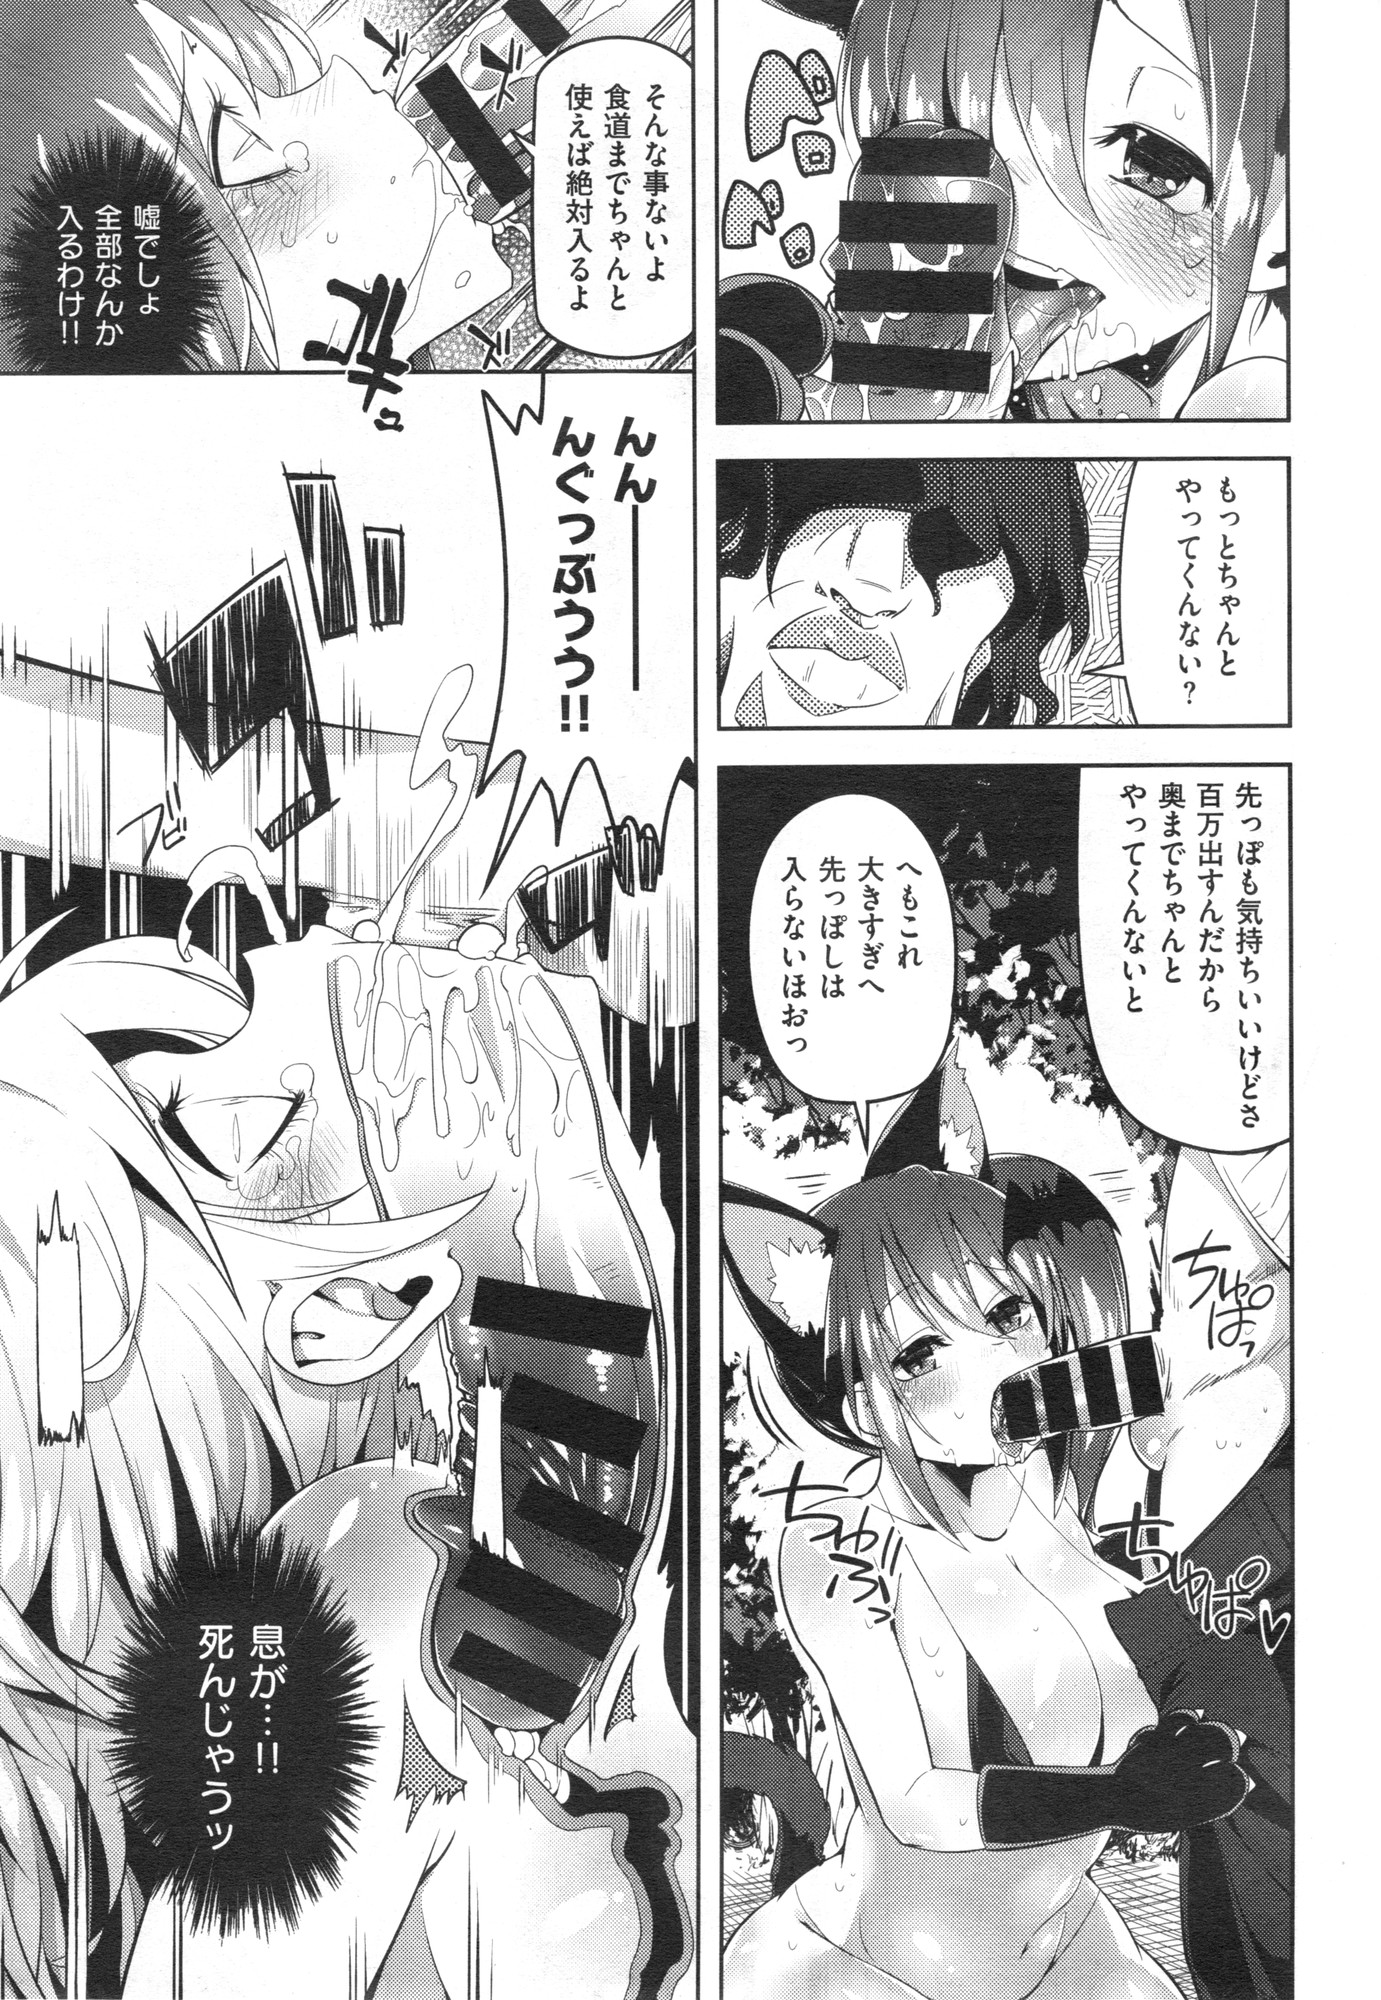 もっとちゃんと
やってくんない?
先っぽも気持ちいいけどさ
百万出すんだから
奥までちゃんと
やってくんないと
へもこれ
大きすぎへ
先っぽしは
入らないほおっ
ちゅぱっ
ちゅぱ♡
ちゅぶっ
そんな事ないよ
食道までちゃんと
使えば絶対入るよ
ズッ
嘘でしょ
全部なんか
入るわけ!!
んん――
んぐっぶうぅ!!
息が…!!
死んじゃうッ